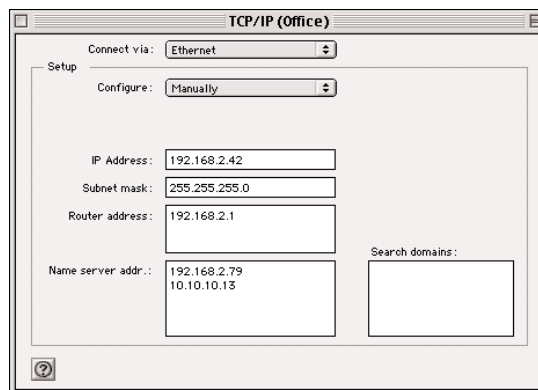 TCP/IP (Office)
Connect via: Ethernet
Setup
Configure: Manually
IP Address: 192.168.2.42
Subnet mask: 255.255.255.0
Router address: 192.168.2.1
Search domains:
Name server addr.: 192.168.2.79
10.10.10.13
?